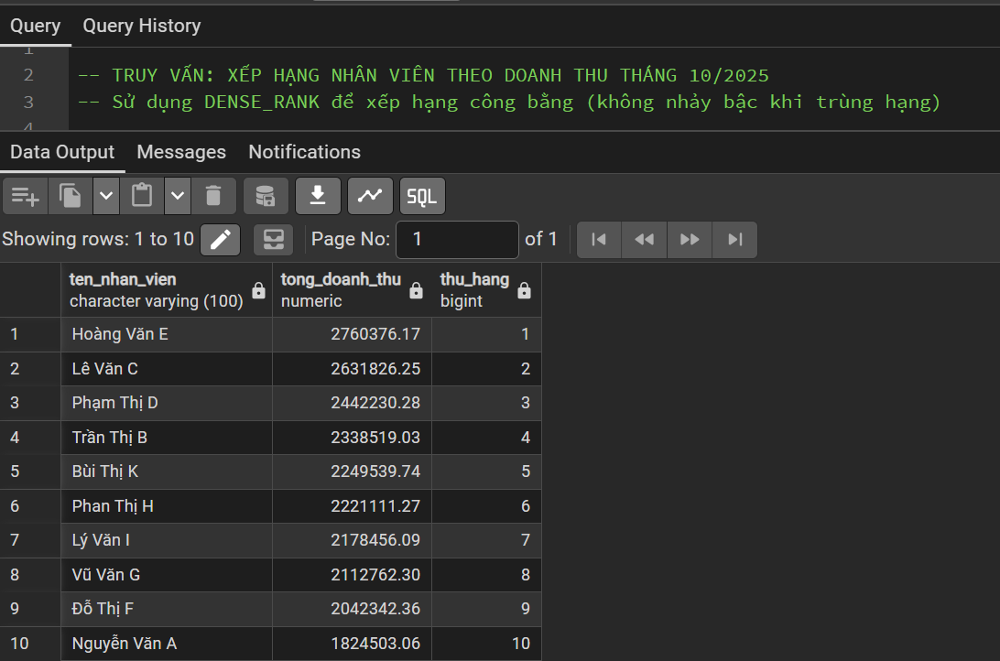 Query Query History
1
2 -- TRUY VẤN: XẾP HẠNG NHÂN VIÊN THEO DOANH THU THÁNG 10/2025
3 -- Sử dụng DENSE_RANK để xếp hạng công bằng (không nhảy bậc khi trùng hạng)
4
Data Output Messages Notifications
SQL
Showing rows: 1 to 10 Page No: 1 of 1
ten_nhan_vien tong_doanh_thu thu_hang
character varying (100) numeric bigint
1 Hoàng Văn E 2760376.17 1
2 Lê Văn C 2631826.25 2
3 Phạm Thị D 2442230.28 3
4 Trần Thị B 2338519.03 4
5 Bùi Thị K 2249539.74 5
6 Phan Thị H 2221111.27 6
7 Lý Văn I 2178456.09 7
8 Vũ Văn G 2112762.30 8
9 Đỗ Thị F 2042342.36 9
10 Nguyễn Văn A 1824503.06 10